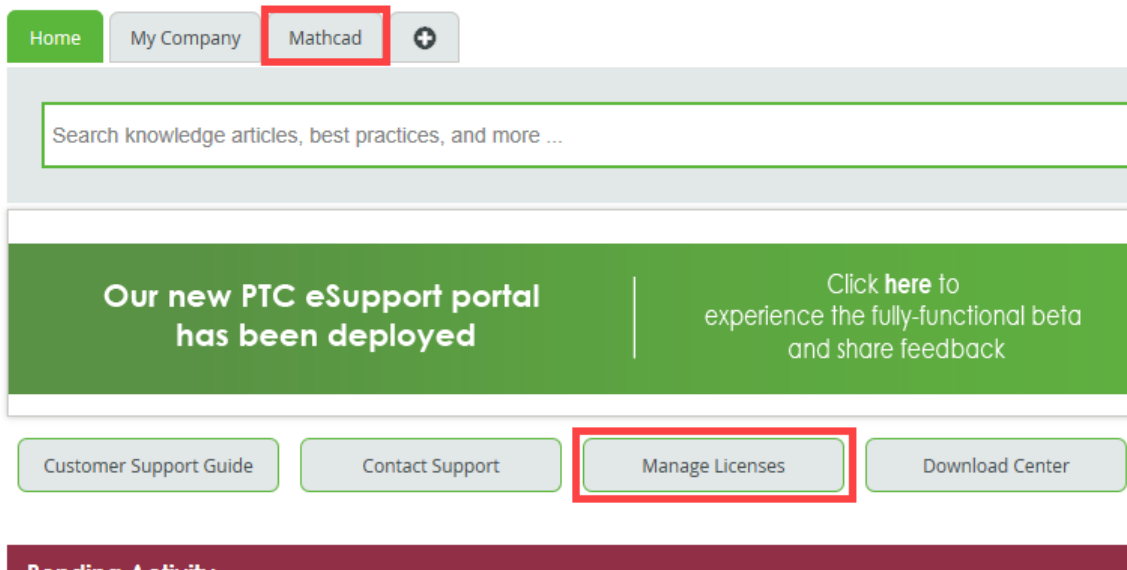 Home My Company Mathcad
Search knowledge articles, best practices, and more ...
Our new PTC eSupport portal
has been deployed
Click here to
experience the fully-functional beta
and share feedback
Customer Support Guide Contact Support Manage Licenses Download Center
Pending Activity